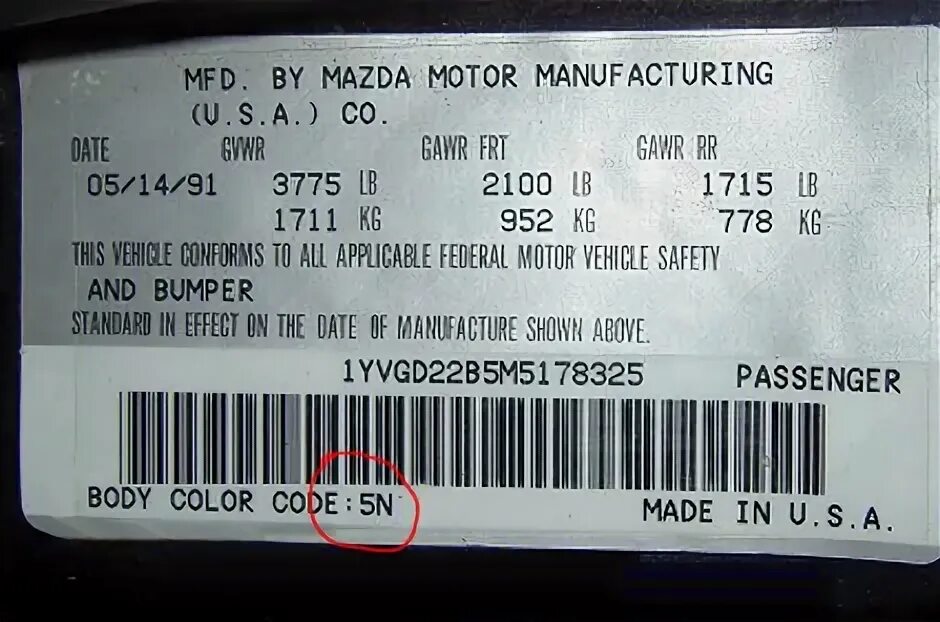 MFD. BY MAZDA MOTOR MANUFACTURING
(U.S.A.) CO.
DATE GVWR GAWR FRT GAWR RR
05/14/91 3775 LB 2100 LB 1715 LB
1711 KG 952 KG 778 KG
THIS VEHICLE CONFORMS TO ALL APPLICABLE FEDERAL MOTOR VEHICLE SAFETY
AND BUMPER
STANDARD IN EFFECT ON THE DATE OF MANUFACTURE SHOWN ABOVE.
1YVGD22B5M5178325 PASSENGER
BODY COLOR CODE:5N MADE IN U.S.A.